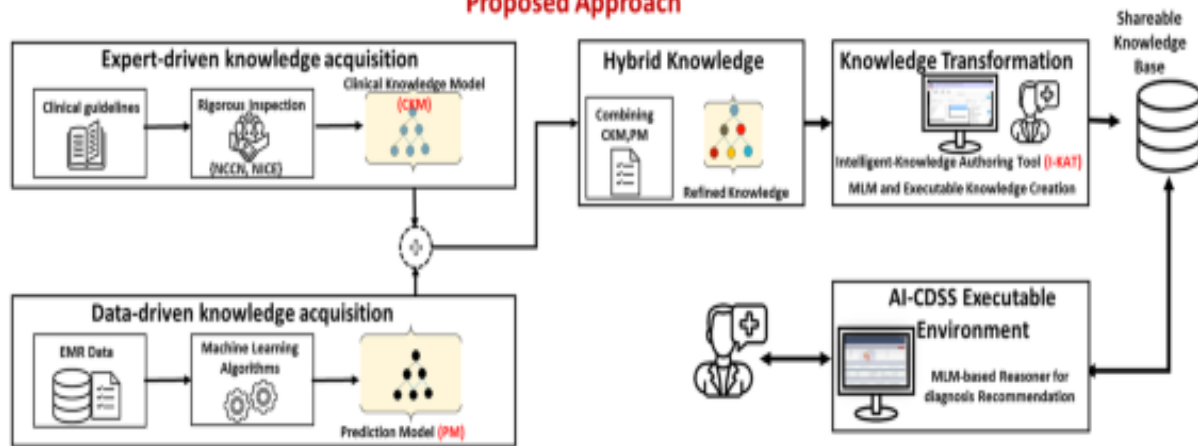 Proposed Approach
Expert-driven knowledge acquisition
Clinical guidelines
Rigorous Inspection
{NCCN, NICE}
Clinical Knowledge Model
(CKM)
Hybrid Knowledge
Combining
CKM,PM
Refined Knowledge
Knowledge Transformation
Intelligent-Knowledge Authoring Tool (I-KAT)
MLM and Executable Knowledge Creation
Shareable
Knowledge
Base
Data-driven knowledge acquisition
EMR Data
Machine Learning
Algorithms
Prediction Model (PM)
AI-CDSS Executable
Environment
MLM-based Reasoner for
diagnosis Recommendation